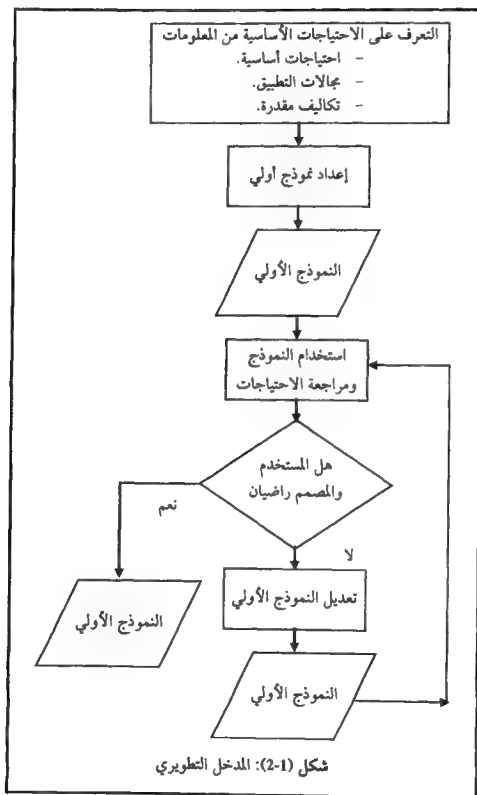 التعرف على الاحتياجات الأساسية من المعلومات
- احتياجات أساسية.
- مجالات التطبيق.
- تكاليف مقدرة.
إعداد نموذج أولي
النموذج الأولي
استخدام النموذج
ومراجعة الاحتياجات
هل المستخدم
والمصمم راضيان
نعم
لا
النموذج الأولي
تعديل النموذج الأولي
النموذج الأولي
شكل (1-2): المدخل التطويري